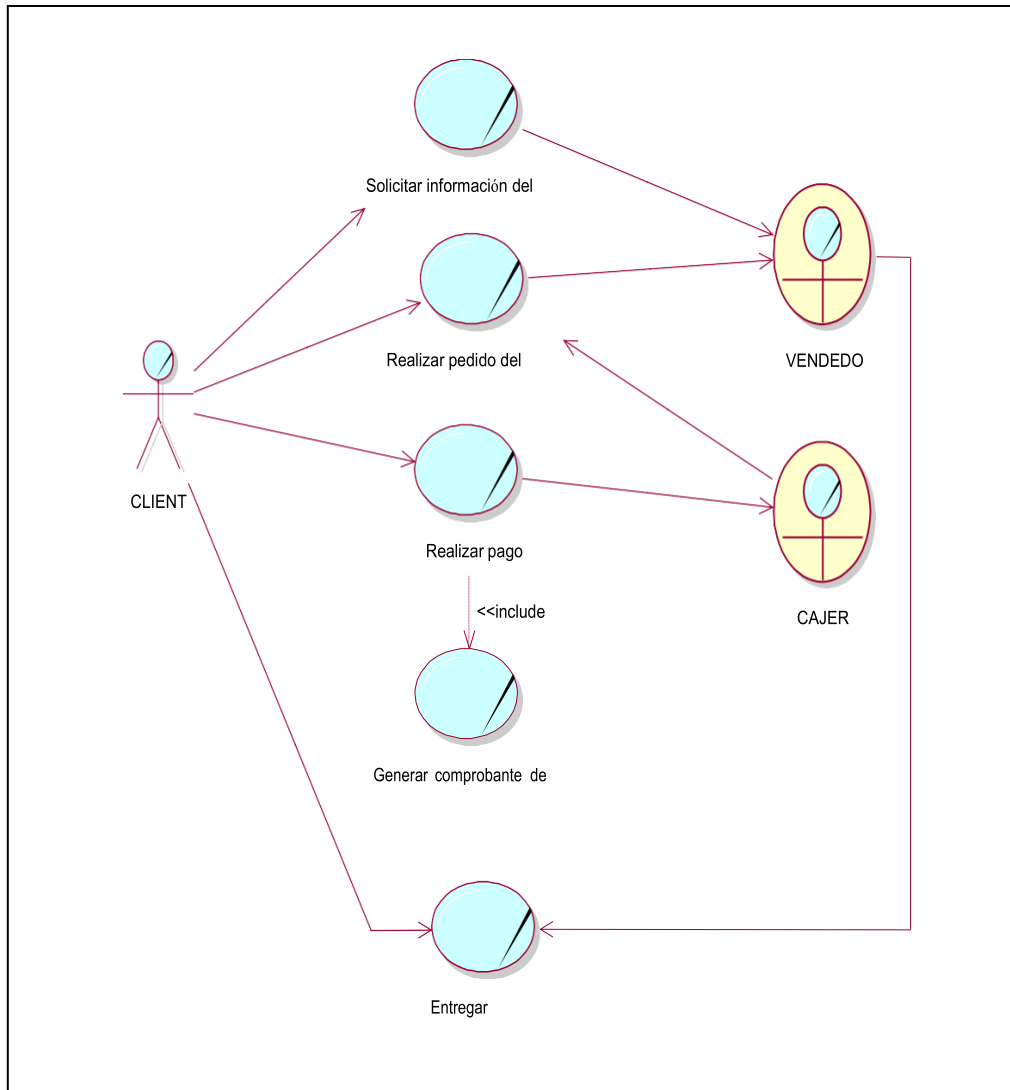 Solicitar información del
Realizar pedido del
VENDEDO
CLIENT
Realizar pago
<<include
CAJER
Generar comprobante de
Entregar